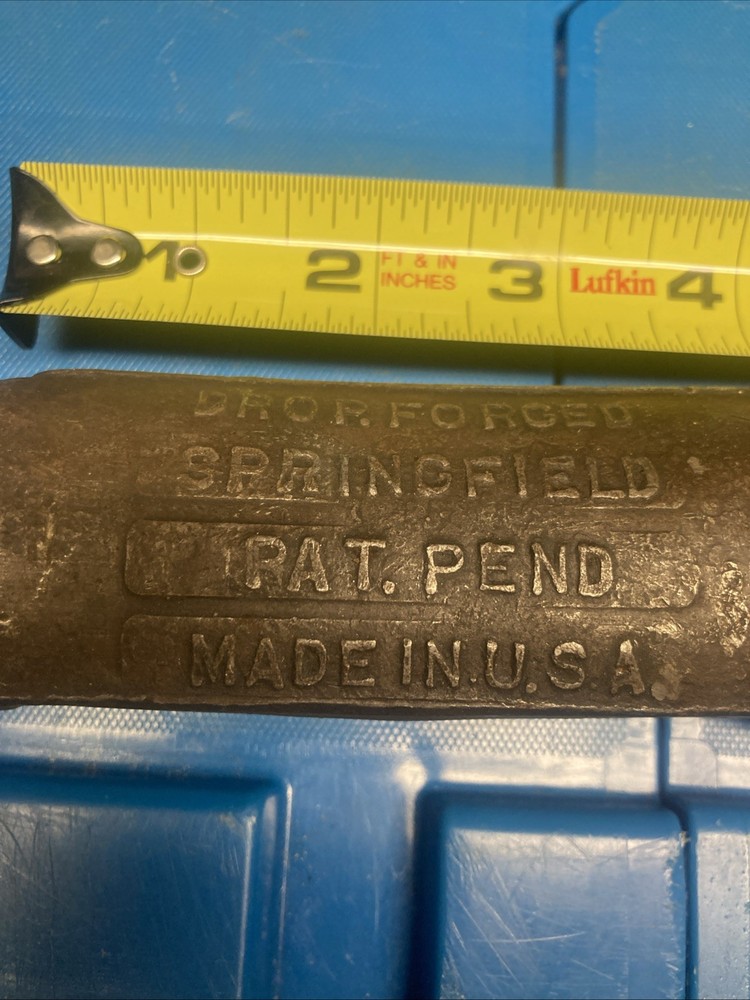 1 2 FT & IN INCHES 3 Lufkin 4
DROP. FORGED
SPRINGFIELD
PAT. PEND
MADE IN U.S.A.